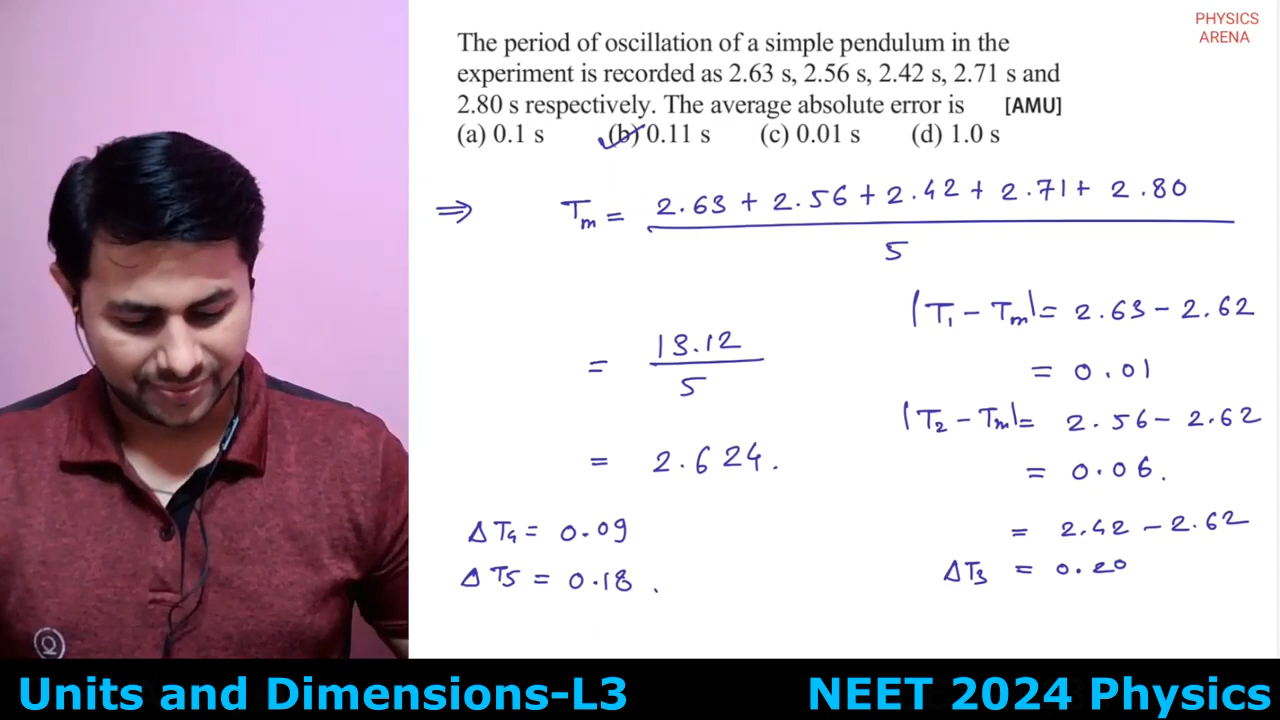 PHYSICS
ARENA
The period of oscillation of a simple pendulum in the
experiment is recorded as 2.63 s, 2.56 s, 2.42 s, 2.71 s and
2.80 s respectively. The average absolute error is [AMU]
(a) 0.1 s (b) 0.11 s (c) 0.01 s (d) 1.0 s
⇒ Tm = 2.63 + 2.56 + 2.42 + 2.71 + 2.80
5
= 13.12
5
= 2.624.
|T1 - Tm| = 2.63 - 2.62
= 0.01
|T2 - Tm| = 2.56 - 2.62
= 0.06.
= 2.42 - 2.62
ΔT3 = 0.20
ΔT4 = 0.09
ΔT5 = 0.18.
Units and Dimensions-L3
NEET 2024 Physics